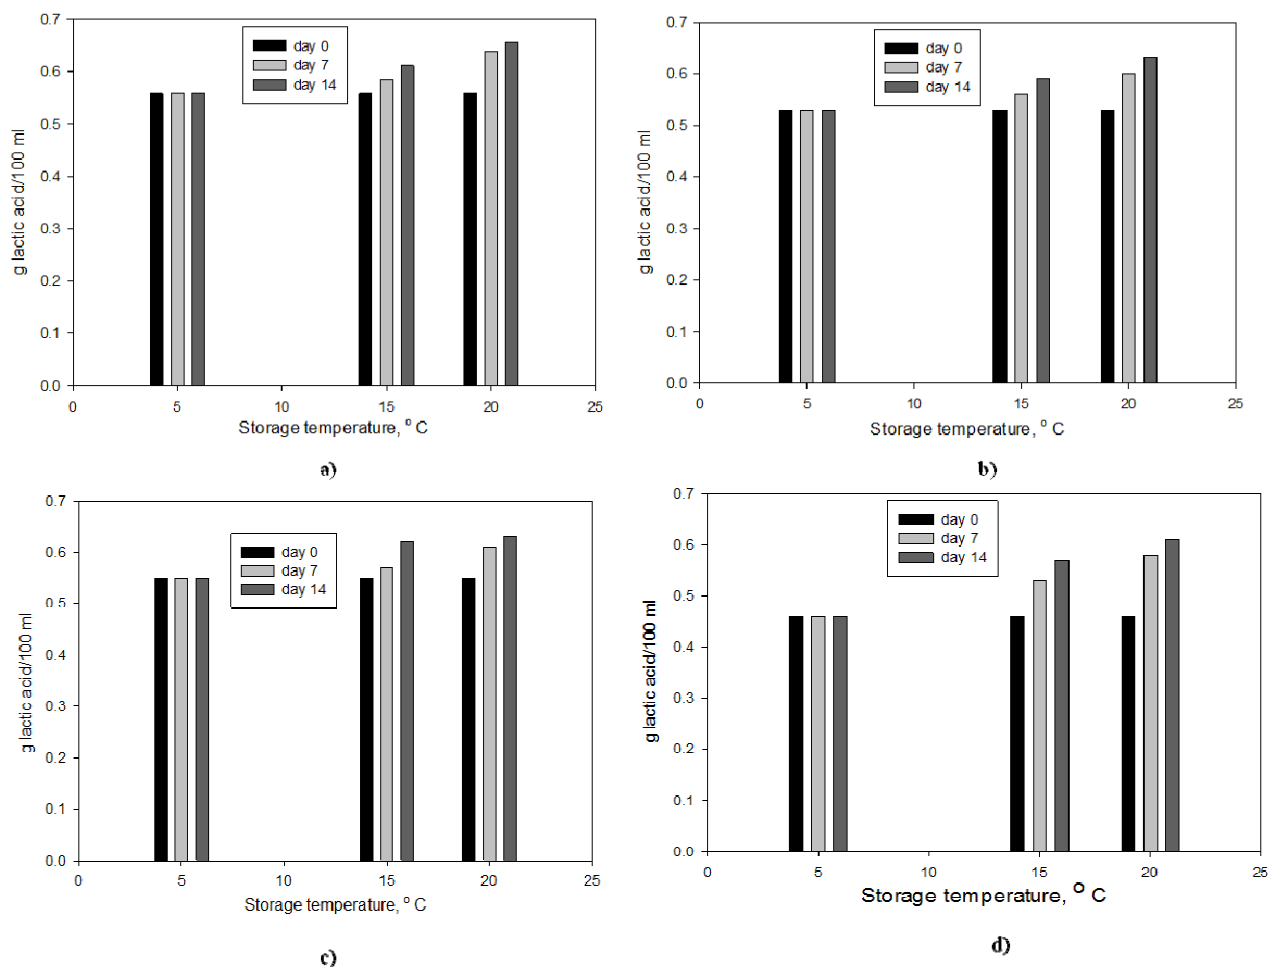 0.7
0.6
0.5
0.4
0.3
0.2
0.1
0.0
g lactic acid/100 ml
day 0
day 7
day 14
0 5 10 15 20 25
Storage temperature, o C
a)
0.7
0.6
0.5
0.4
0.3
0.2
0.1
0.0
g lactic acid/100 ml
day 0
day 7
day 14
0 5 10 15 20 25
Storage temperature, o C
b)
0.7
0.6
0.5
0.4
0.3
0.2
0.1
0.0
g lactic acid/100 ml
day 0
day 7
day 14
0 5 10 15 20 25
Storage temperature, o C
c)
0.7
0.6
0.5
0.4
0.3
0.2
0.1
0.0
g lactic acid/100 ml
day 0
day 7
day 14
0 5 10 15 20 25
Storage temperature, O C
d)